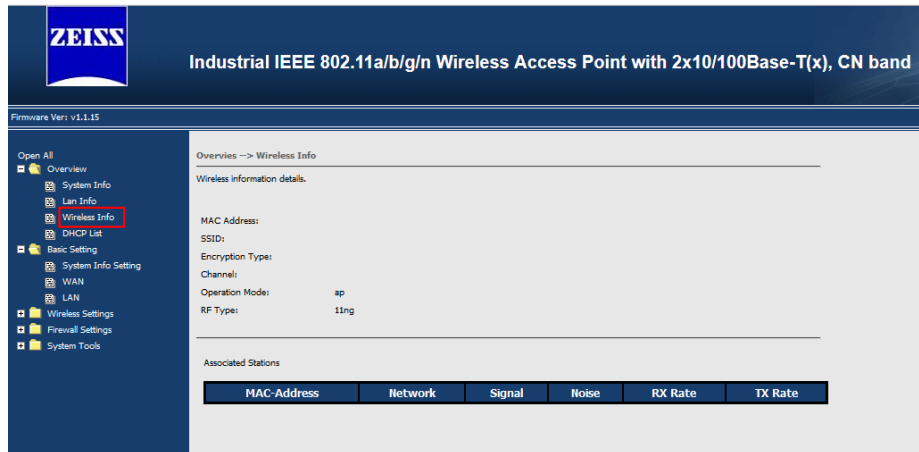 ZEISS
Industrial IEEE 802.11a/b/g/n Wireless Access Point with 2x10/100Base-T(x), CN band
Firmware Ver: v1.1.15
Open All
Overview
System Info
Lan Info
Wireless Info
DHCP List
Basic Setting
System Info Setting
WAN
LAN
Wireless Settings
Firewall Settings
System Tools
Overvies --> Wireless Info
Wireless information details.
MAC Address:
SSID:
Encryption Type:
Channel:
Operation Mode: ap
RF Type: 11ng
Associated Stations
MAC-Address Network Signal Noise RX Rate TX Rate